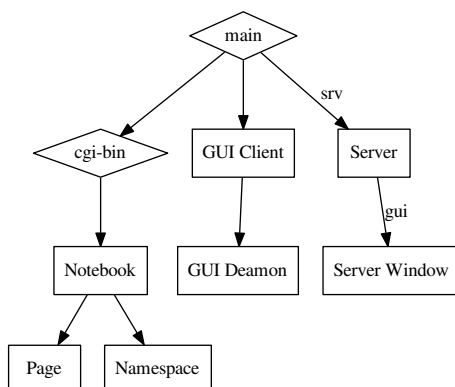 main
srv
cgi-bin
GUI Client
Server
gui
Notebook
GUI Deamon
Server Window
Page
Namespace